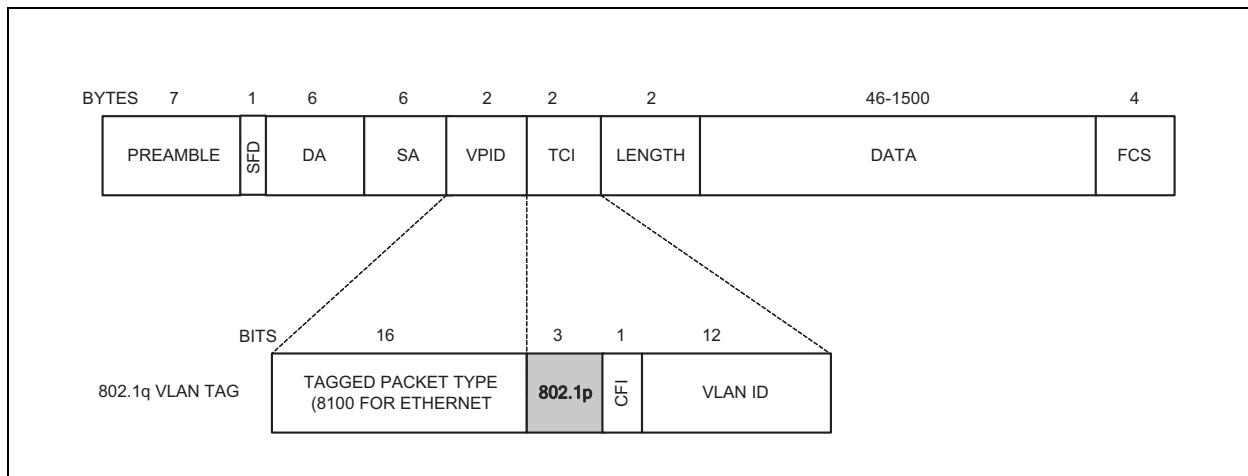 BYTES 7 1 6 6 2 2 2 46-1500 4
PREAMBLE SFD DA SA VPID TCI LENGTH DATA FCS
BITS 16 3 1 12
802.1q VLAN TAG
TAGGED PACKET TYPE
(8100 FOR ETHERNET
802.1p CFI VLAN ID